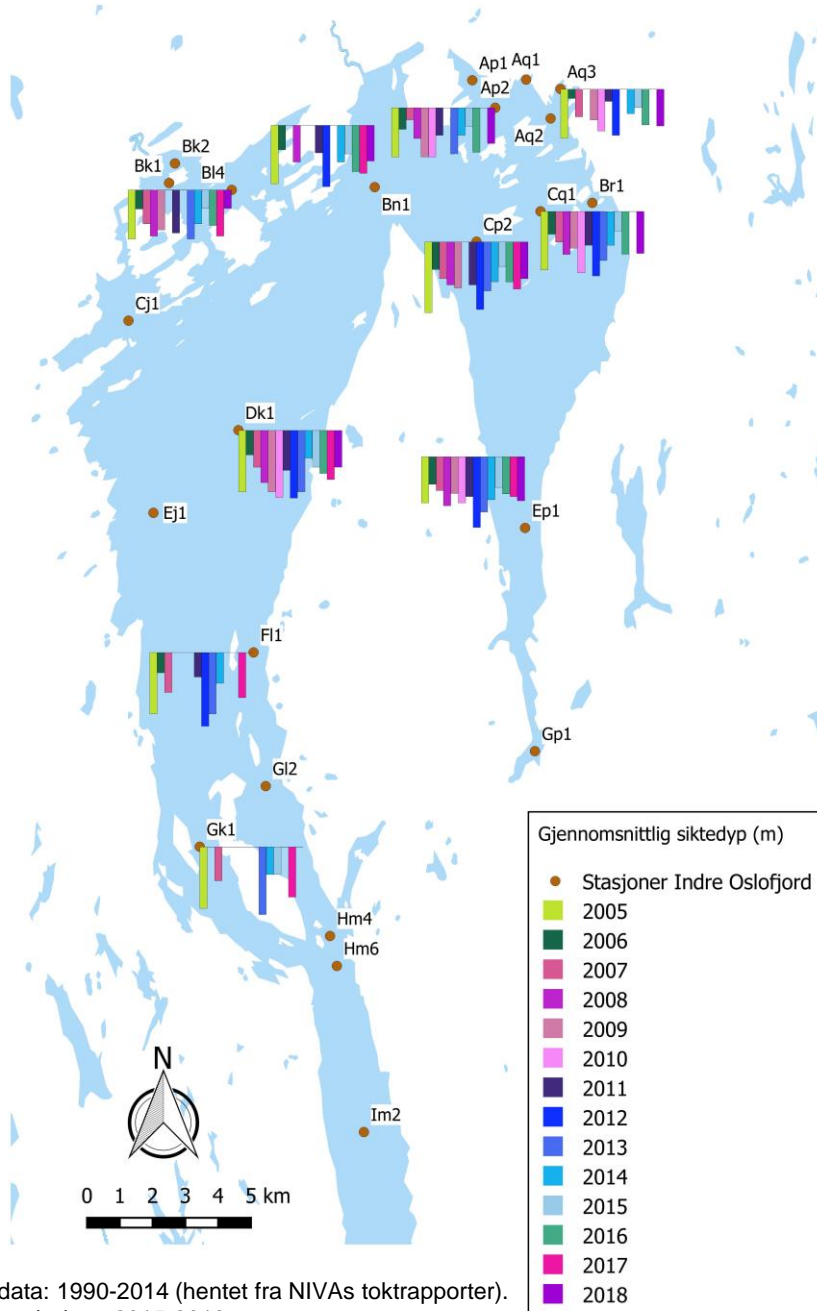 Ap1
Aq1
Ap2
Aq3
Aq2
Bk2
Bk1
Bl4
Bn1
Cq1
Br1
Cp2
Cj1
Dk1
Ej1
Ep1
Fl1
Gp1
Gl2
Gk1
Hm4
Hm6
Im2
N
0 1 2 3 4 5 km
Gjennomsnittlig siktedyp (m)
Stasjoner Indre Oslofjord
2005
2006
2007
2008
2009
2010
2011
2012
2013
2014
2015
2016
2017
2018
data: 1990-2014 (hentet fra NIVAs toktrapporter).